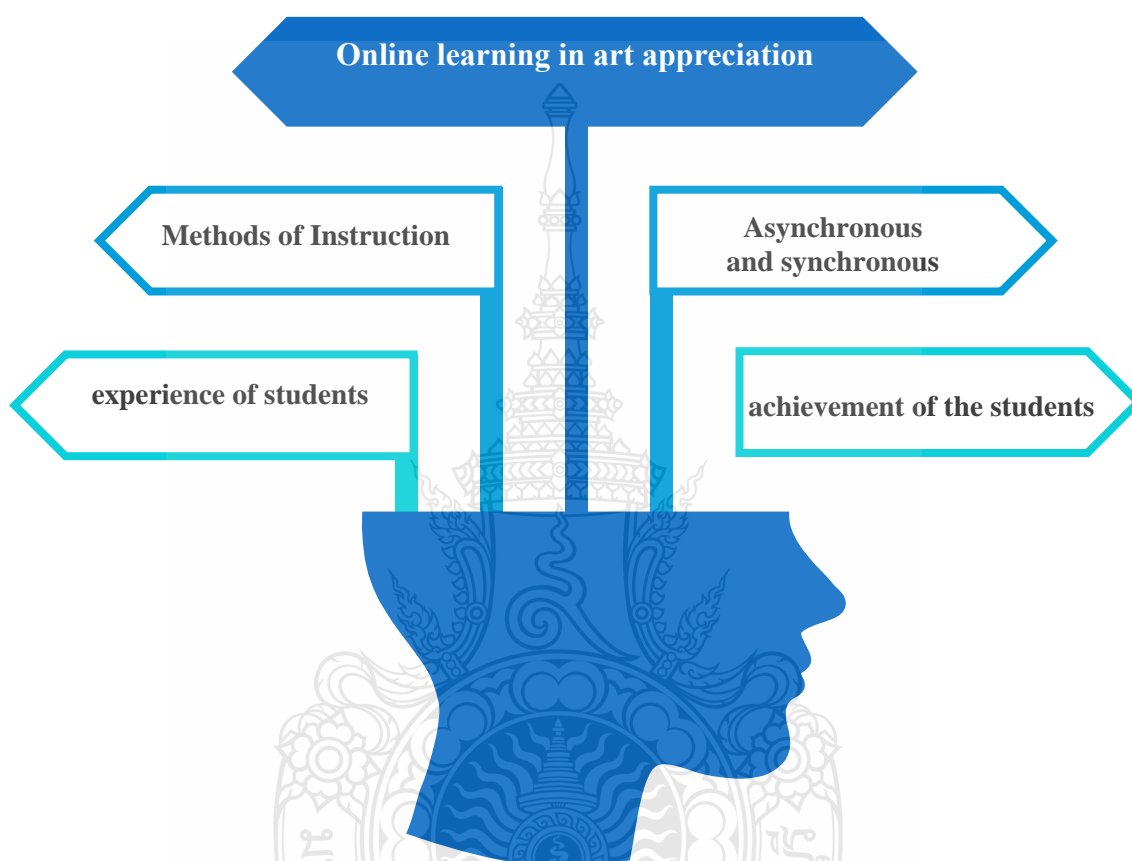 Online learning in art appreciation
Methods of Instruction
Asynchronous
and synchronous
experience of students
achievement of the students